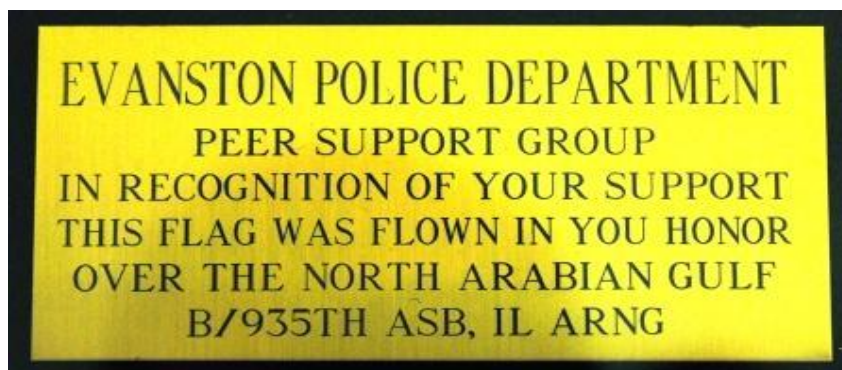 EVANSTON POLICE DEPARTMENT
PEER SUPPORT GROUP
IN RECOGNITION OF YOUR SUPPORT
THIS FLAG WAS FLOWN IN YOU HONOR
OVER THE NORTH ARABIAN GULF
B/935TH ASB, IL ARNG